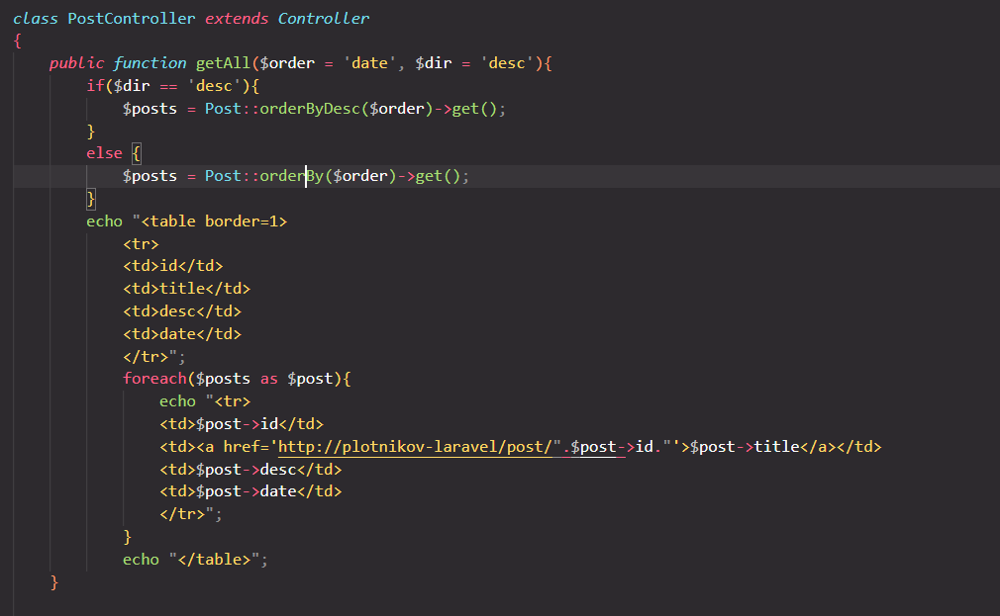 class PostController extends Controller
{
    public function getAll($order = 'date', $dir = 'desc'){
        if($dir == 'desc'){
            $posts = Post::orderByDesc($order)->get();
        }
        else {
            $posts = Post::orderBy($order)->get();
        }
        echo "<table border=1>
            <tr>
            <td>id</td>
            <td>title</td>
            <td>desc</td>
            <td>date</td>
            </tr>";
            foreach($posts as $post){
                echo "<tr>
                <td>$post->id</td>
                <td><a href='http://plotnikov-laravel/post/".$post->id."'>$post->title</a></td>
                <td>$post->desc</td>
                <td>$post->date</td>
                </tr>";
            }
            echo "</table>";
    }